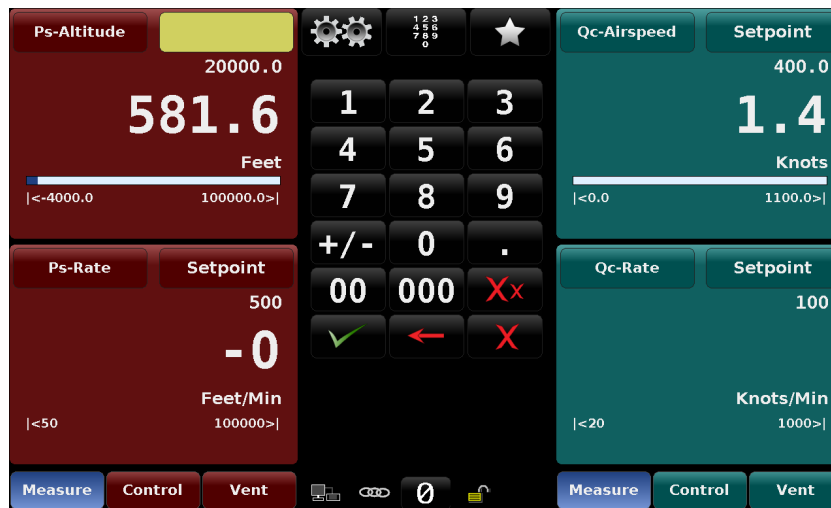 Ps-Altitude
20000.0
581.6
Feet
|<-4000.0 100000.0>|
Ps-Rate Setpoint
500
-0
Feet/Min
|<50 100000>|
Measure Control Vent
1 2 3
4 5 6
7 8 9
0
1 2 3
4 5 6
7 8 9
+/- 0 .
00 000 Xx
X
0
Qc-Airspeed Setpoint
400.0
1.4
Knots
|<0.0 1100.0>|
Qc-Rate Setpoint
100
Knots/Min
|<20 1000>|
Measure Control Vent